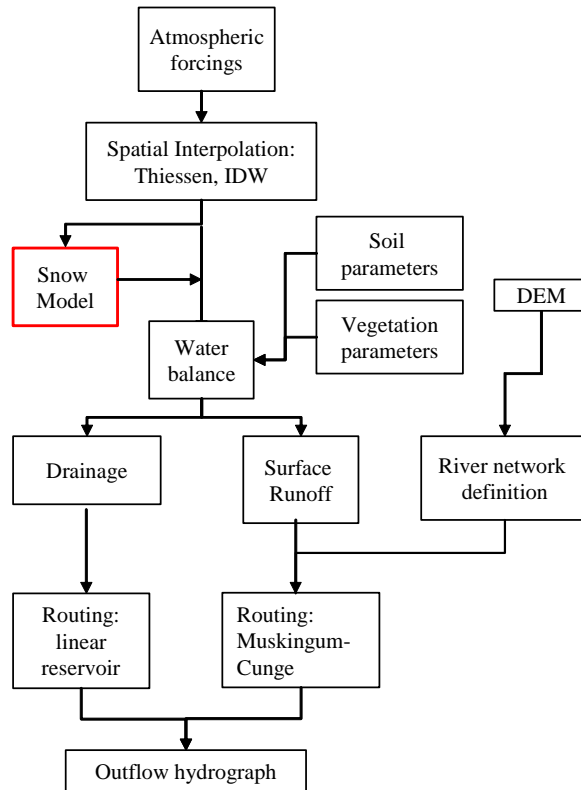 Atmospheric
forcings
Spatial Interpolation:
Thiessen, IDW
Snow
Model
Soil
parameters
DEM
Vegetation
parameters
Water
balance
Drainage
Surface
Runoff
River network
definition
Routing:
linear
reservoir
Routing:
Muskingum-
Cunge
Outflow hydrograph